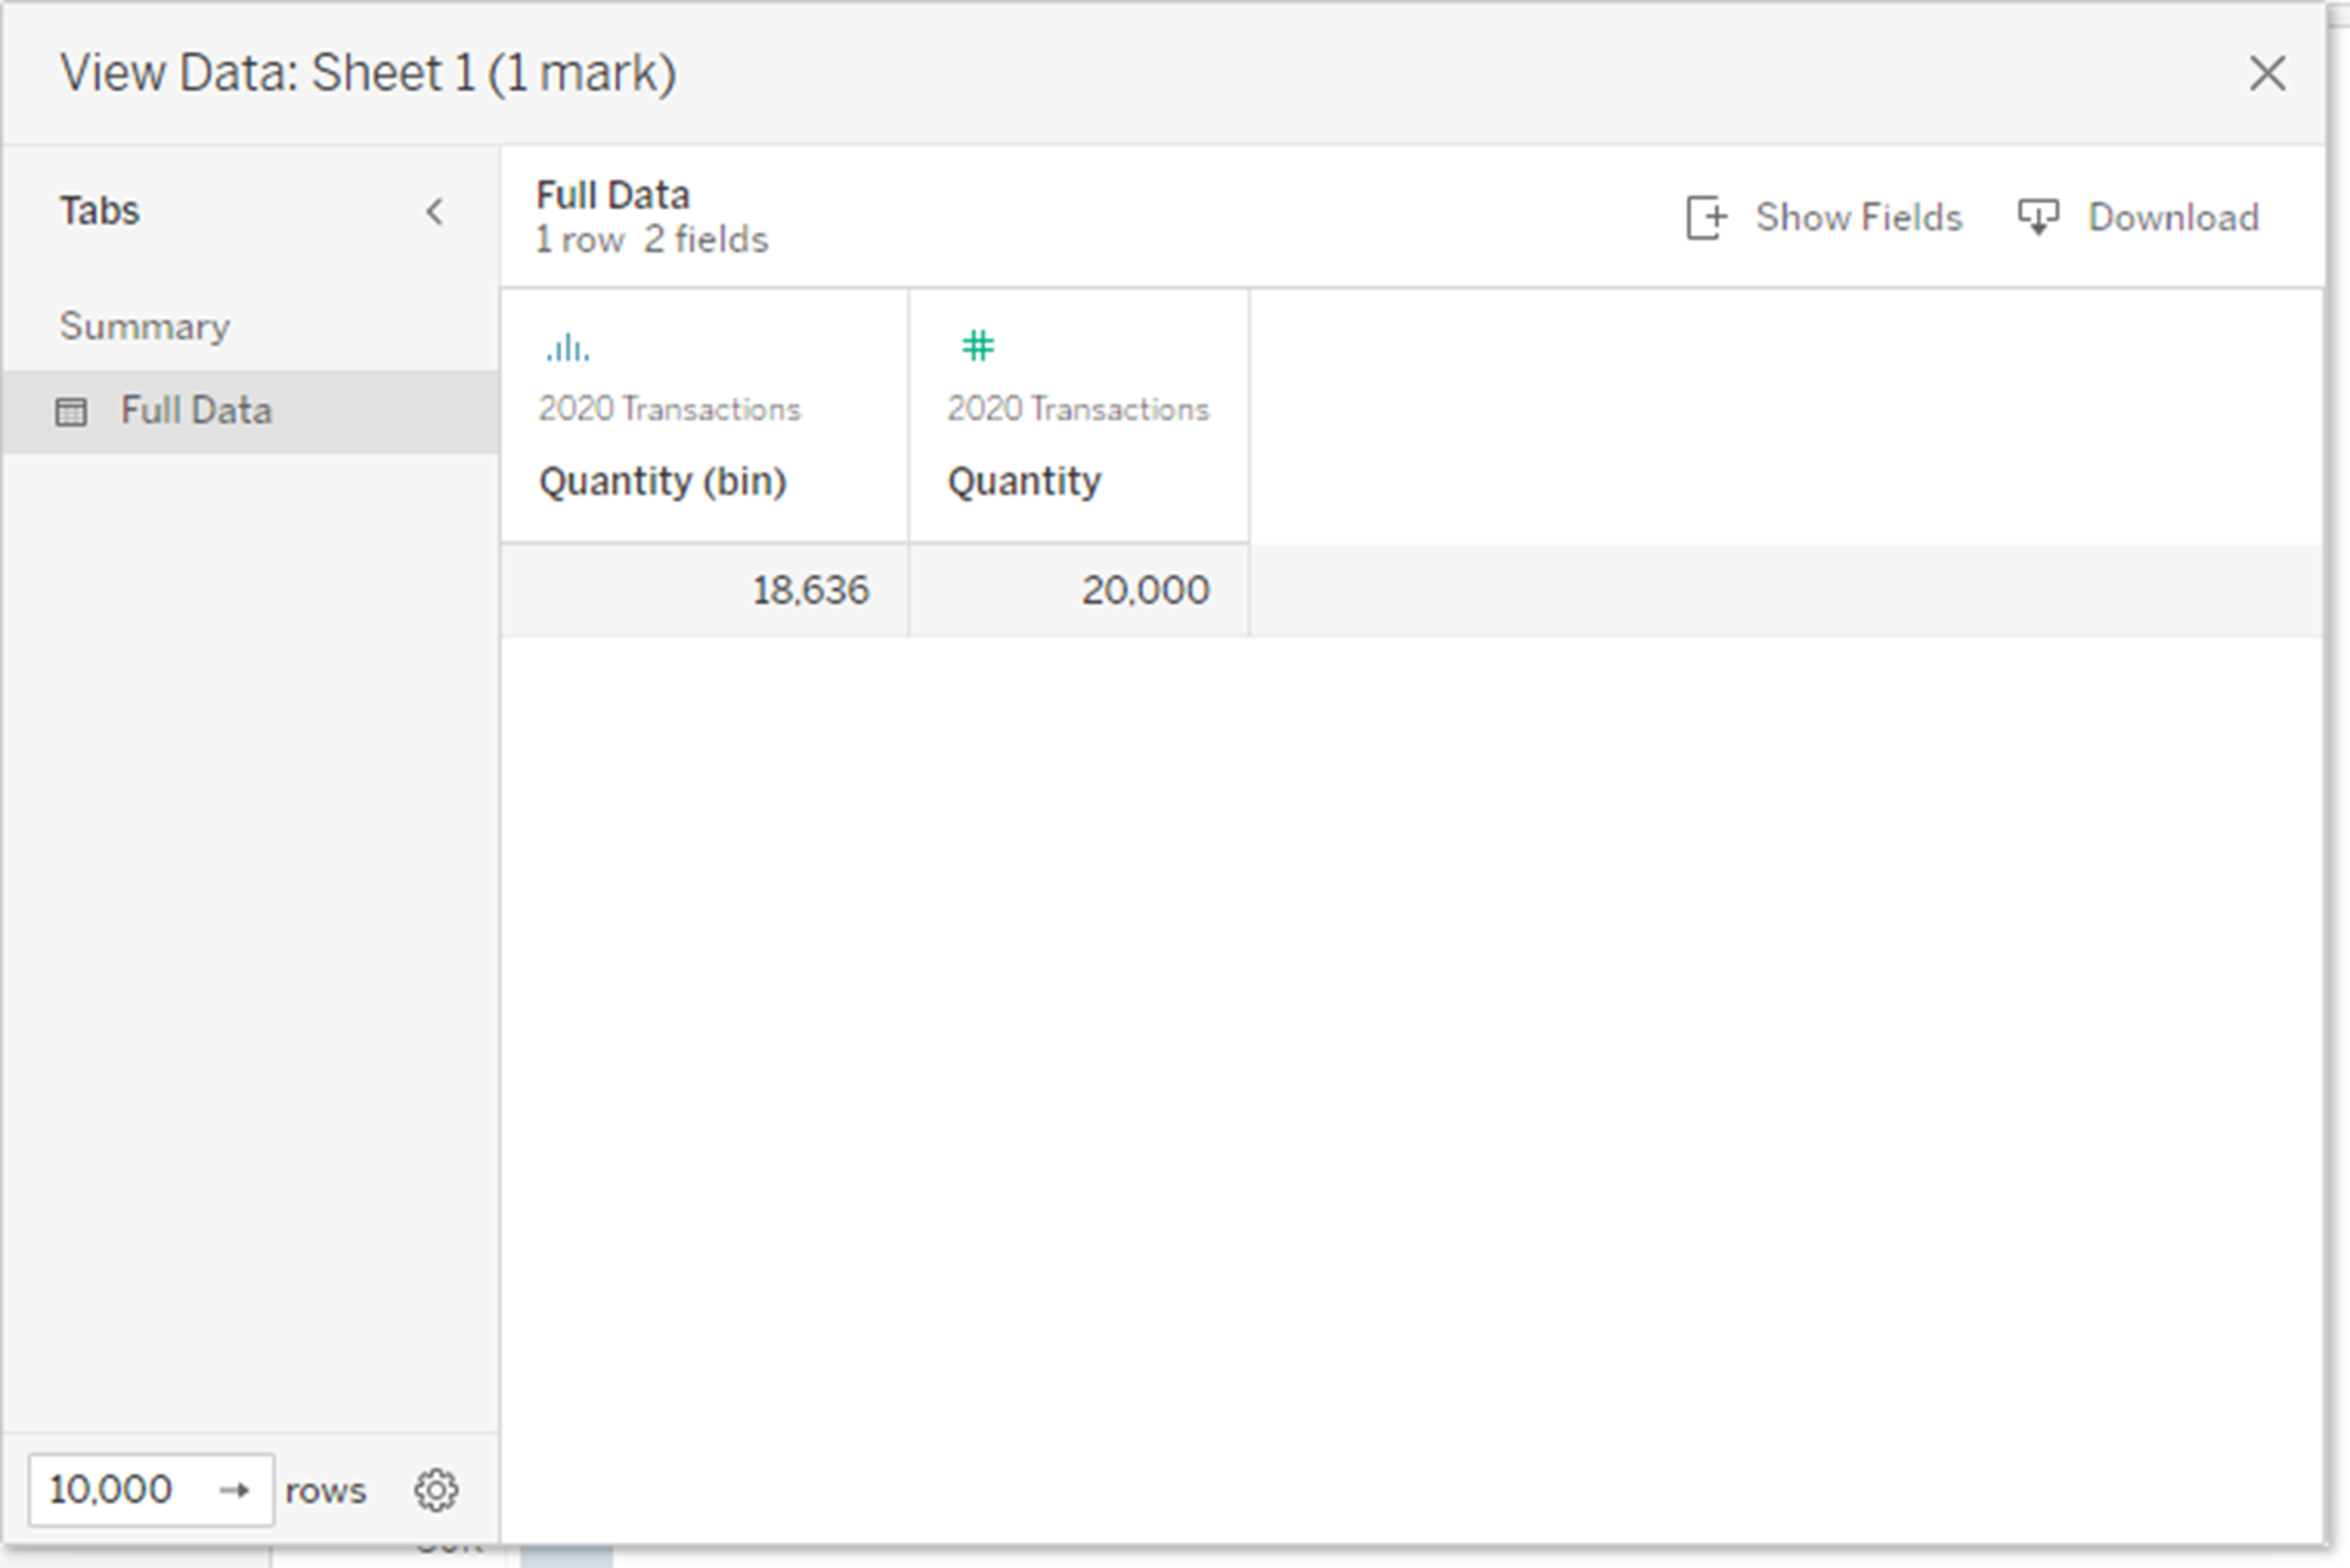 View Data: Sheet 1 (1 mark)
Tabs
Summary
Full Data
Full Data
1 row 2 fields
Show Fields
Download
2020 Transactions
Quantity (bin)
2020 Transactions
Quantity
18,636
20,000
10,000
rows